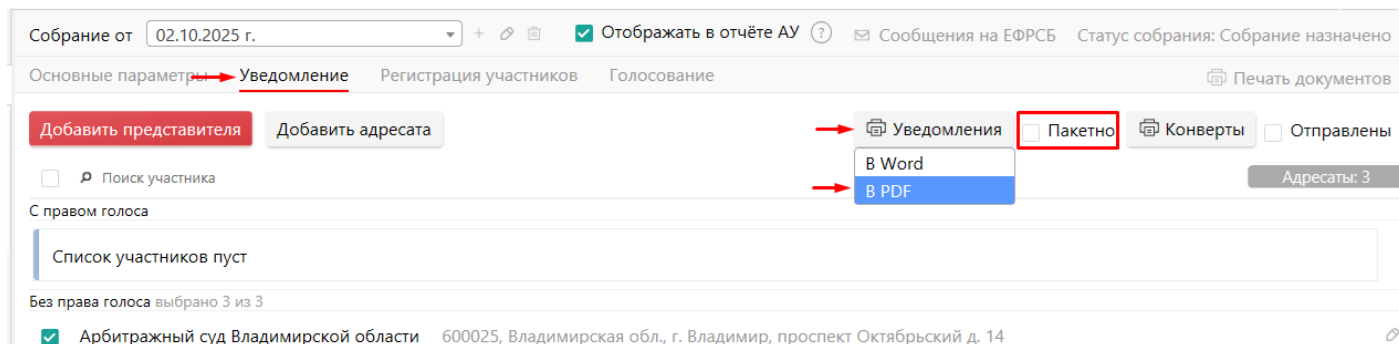 Собрание от 02.10.2025 г. Отображать в отчёте АУ ? Сообщения на ЕФРСБ Статус собрания: Собрание назначено
Основные параметры Уведомление Регистрация участников Голосование Печать документов
Добавить представителя Добавить адресата Уведомления Пакетно Конверты Отправлены
В Word
Поиск участника Адресаты: 3
В PDF
С правом голоса
Список участников пуст
Без права голоса выбрано 3 из 3
Арбитражный суд Владимирской области 600025, Владимирская обл., г. Владимир, проспект Октябрьский д. 14